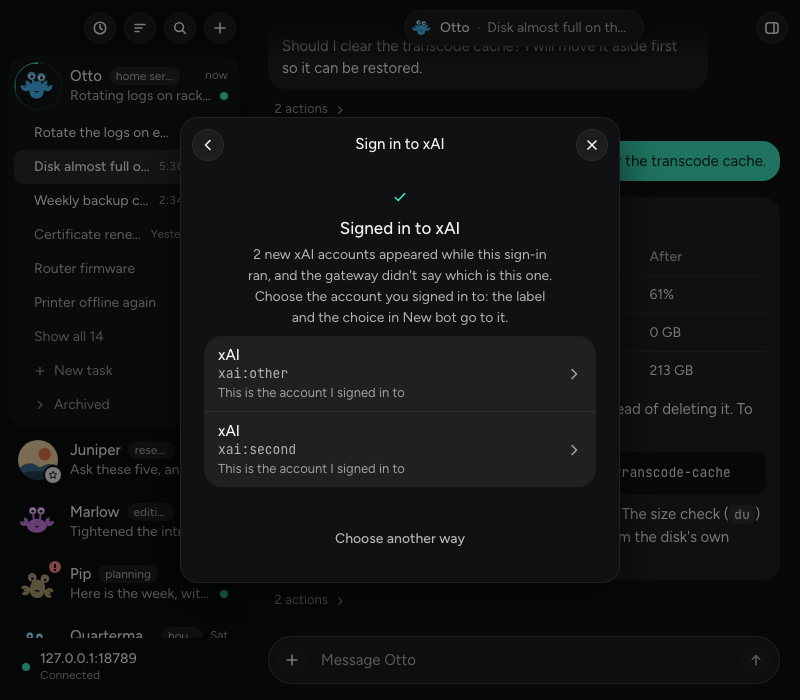 Otto · Disk almost full on th...
Otto home ser... now
Rotating logs on rack...
Rotate the logs on e...
Disk almost full o... 5:36
Weekly backup c... 2:34
Certificate rene... Yeste
Router firmware
Printer offline again
Show all 14
+ New task
Archived
Juniper rese...
Ask these five, an
Marlow editi...
Tightened the intr
Pip planning
Here is the week, wit...
Quarterma hou... Sat
127.0.0.1:18789
Connected
Should I clear the transcode cache? I will move it aside first
so it can be restored.
2 actions
the transcode cache.
After
61%
0 GB
213 GB
ead of deleting it. To
transcode-cache
The size check (du)
m the disk's own
2 actions
Message Otto
Sign in to xAI
Signed in to xAI
2 new xAI accounts appeared while this sign-in
ran, and the gateway didn't say which is this one.
Choose the account you signed in to: the label
and the choice in New bot go to it.
xAI
xai:other
This is the account I signed in to
xAI
xai:second
This is the account I signed in to
Choose another way